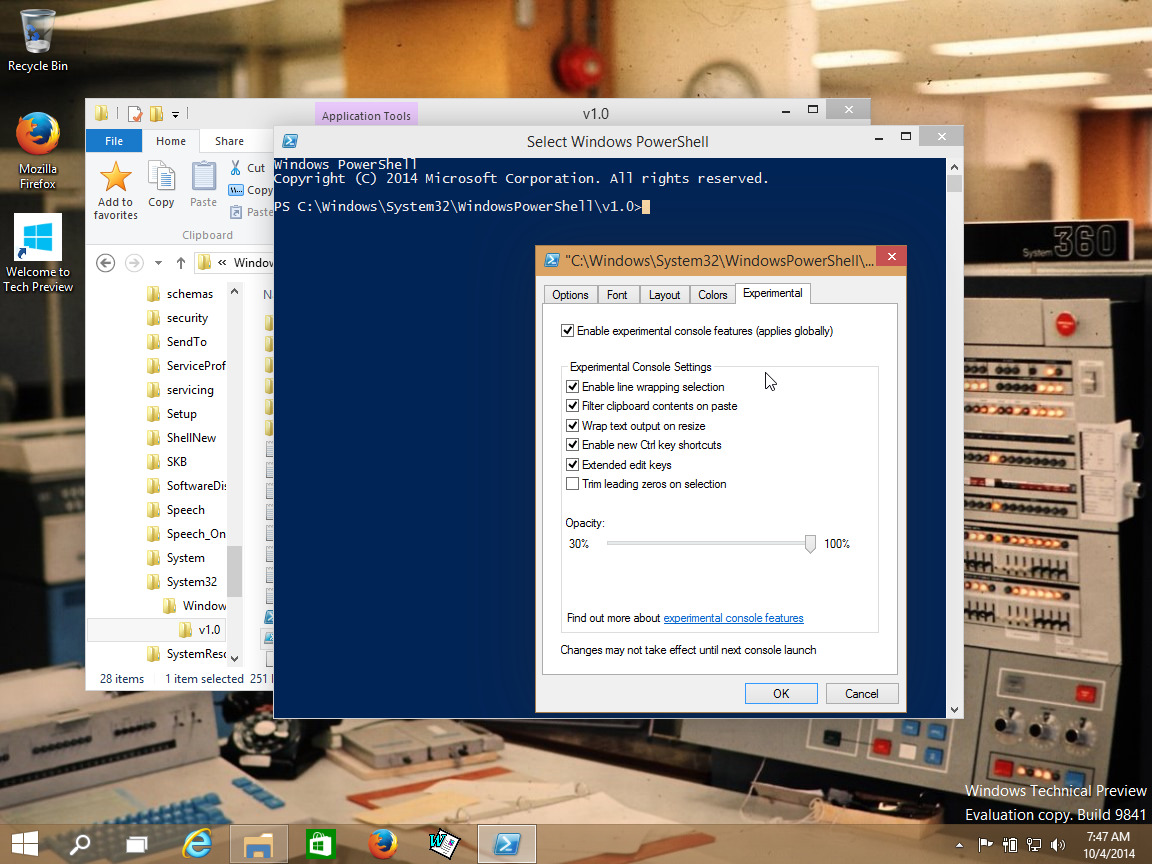 Recycle Bin
Mozilla
Firefox
Welcome to
Tech Preview
Application Tools
v1.0
File
Home
Share
Add to
favorites
Copy
Paste
Cut
Copy
Paste
Clipboard
« Window
schemas
security
SendTo
ServiceProf
servicing
Setup
ShellNew
SKB
SoftwareDis
Speech
Speech_On
System
System32
Window
v1.0
SystemReso
N
28 items
1 item selected
251
Select Windows PowerShell
Windows PowerShell
Copyright (C) 2014 Microsoft Corporation. All rights reserved.
PS C:\Windows\System32\WindowsPowerShell\v1.0>
"C:\Windows\System32\WindowsPowerShell\...
Options
Font
Layout
Colors
Experimental
Enable experimental console features (applies globally)
Experimental Console Settings
Enable line wrapping selection
Filter clipboard contents on paste
Wrap text output on resize
Enable new Ctrl key shortcuts
Extended edit keys
Trim leading zeros on selection
Opacity:
30%
100%
Find out more about experimental console features
Changes may not take effect until next console launch
OK
Cancel
System 360
Windows Technical Preview
Evaluation copy. Build 9841
7:47 AM
10/4/2014